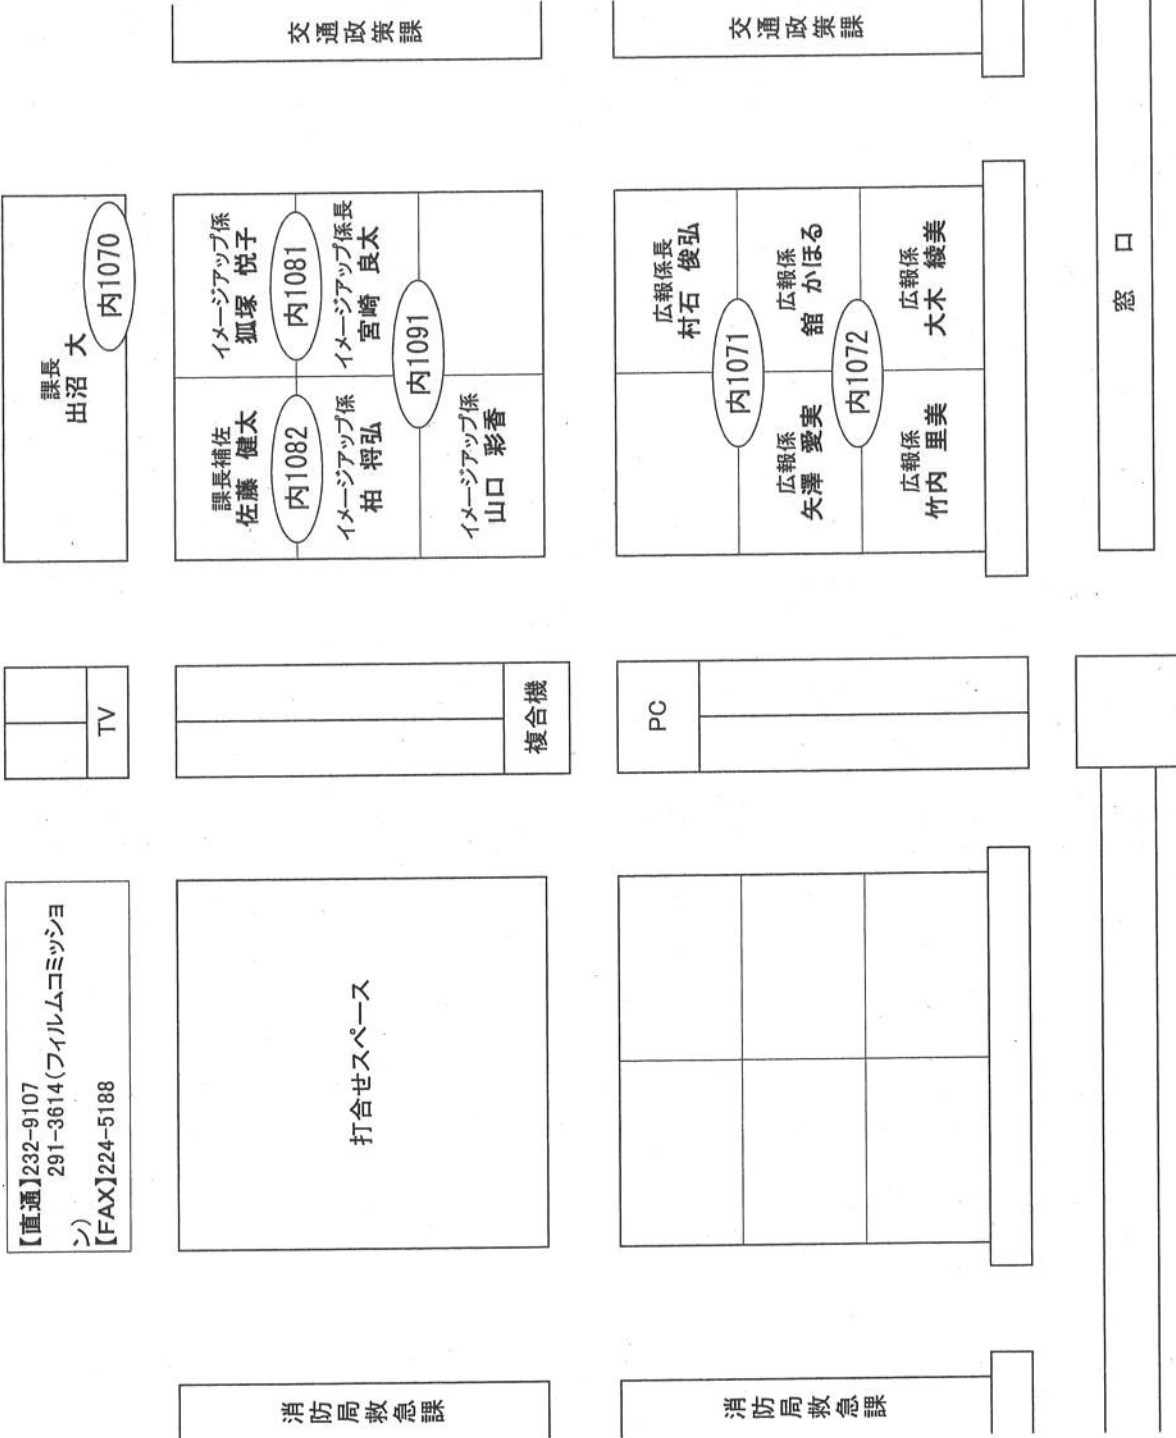 【直通】232-9107
291-3614(フィルムコミッショ
ン)
【FAX】224-5188
TV
課長
出沼 大
内1070
消防局救急課
打合せスペース
複合機
課長補佐
佐藤 健太
イメージアップ係
狐塚 悦子
内1082
内1081
イメージアップ係
柏 将弘
イメージアップ係長
宮崎 良太
内1091
イメージアップ係
山口 彩香
交通政策課
消防局救急課
PC
広報係長
村石 俊弘
内1071
広報係
矢澤 愛実
広報係
舘 かほる
内1072
広報係
竹内 里美
広報係
大木 綾美
交通政策課
窓 口